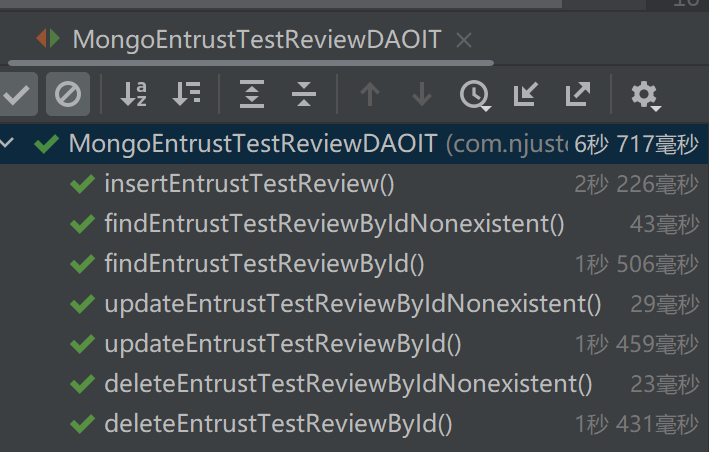 MongoEntrustTestReviewDAOIT
MongoEntrustTestReviewDAOIT (com.njusto 6秒 717毫秒
insertEntrustTestReview() 2秒 226毫秒
findEntrustTestReviewByIdNonexistent() 43毫秒
findEntrustTestReviewById() 1秒 506毫秒
updateEntrustTestReviewByIdNonexistent() 29毫秒
updateEntrustTestReviewById() 1秒 459毫秒
deleteEntrustTestReviewByIdNonexistent() 23毫秒
deleteEntrustTestReviewById() 1秒 431毫秒